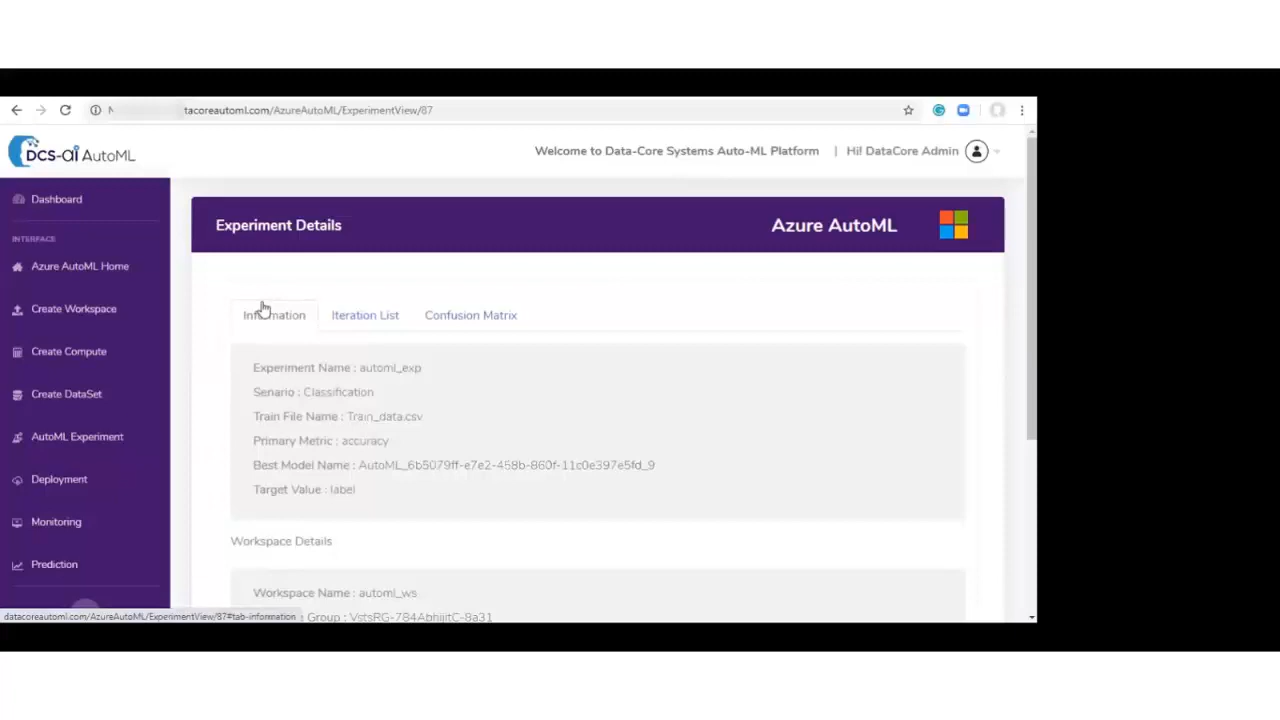 tacoreautoml.com/AzureAutoML/ExperimentView/87
DCS-ai AutoML
Welcome to Data-Core Systems Auto-ML Platform | Hi! DataCore Admin
Dashboard
INTERFACE
Azure AutoML Home
Create Workspace
Create Compute
Create DataSet
AutoML Experiment
Deployment
Monitoring
Prediction
Experiment Details
Azure AutoML
Information Iteration List Confusion Matrix
Experiment Name : automl_exp
Senario : Classification
Train File Name : Train_data.csv
Primary Metric : accuracy
Best Model Name : AutoML_6b5079ff-e7e2-458b-860f-11c0e397e5fd_9
Target Value : label
Workspace Details
Workspace Name : automl_ws
Group : VstsRG-784AbhijitC-8a31
datacoreautoml.com/AzureAutoML/ExperimentView/87#tab-information